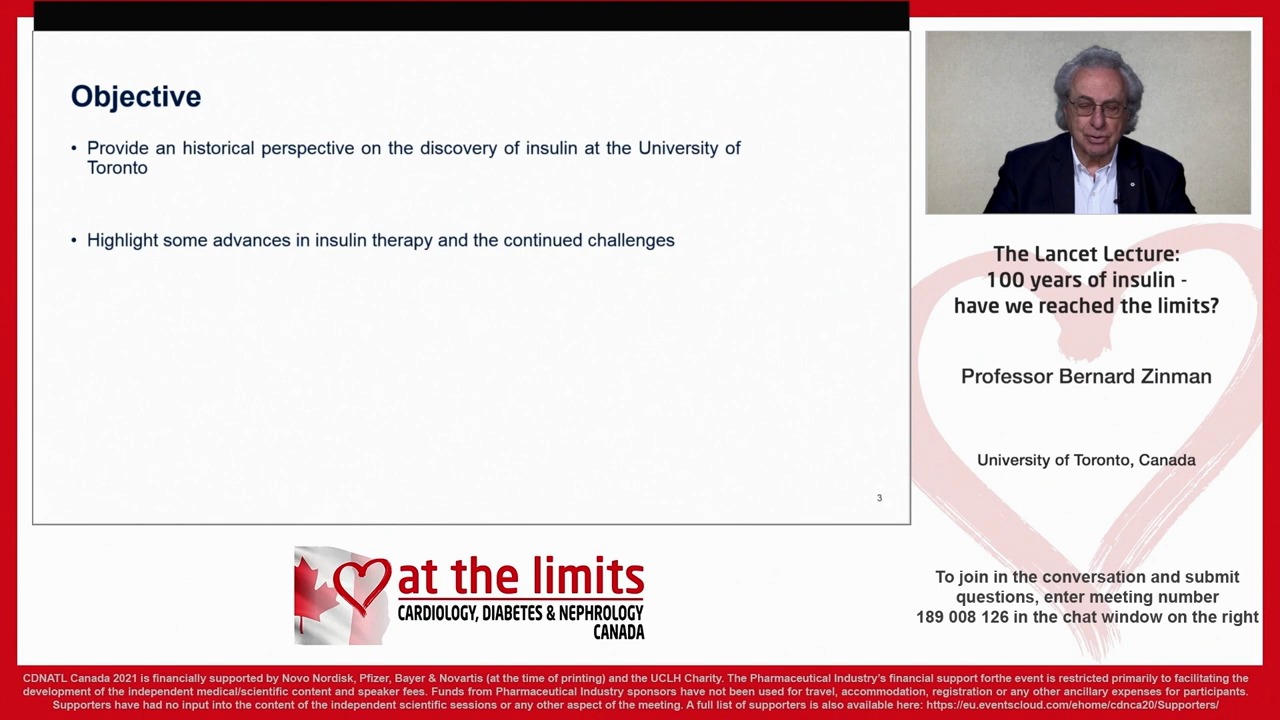 Objective
• Provide an historical perspective on the discovery of insulin at the University of
Toronto
• Highlight some advances in insulin therapy and the continued challenges
3
The Lancet Lecture:
100 years of insulin -
have we reached the limits?
Professor Bernard Zinman
University of Toronto, Canada
at the limits
CARDIOLOGY, DIABETES & NEPHROLOGY
CANADA
To join in the conversation and submit
questions, enter meeting number
189 008 126 in the chat window on the right
CDNATL Canada 2021 is financially supported by Novo Nordisk, Pfizer, Bayer & Novartis (at the time of printing) and the UCLH Charity. The Pharmaceutical Industry's financial support forthe event is restricted primarily to facilitating the
development of the independent medical/scientific content and speaker fees. Funds from Pharmaceutical Industry sponsors have not been used for travel, accommodation, registration or any other ancillary expenses for participants.
Supporters have had no input into the content of the independent scientific sessions or any other aspect of the meeting. A full list of supporters is also available here: https://eu.eventscloud.com/ehome/cdnca20/Supporters/